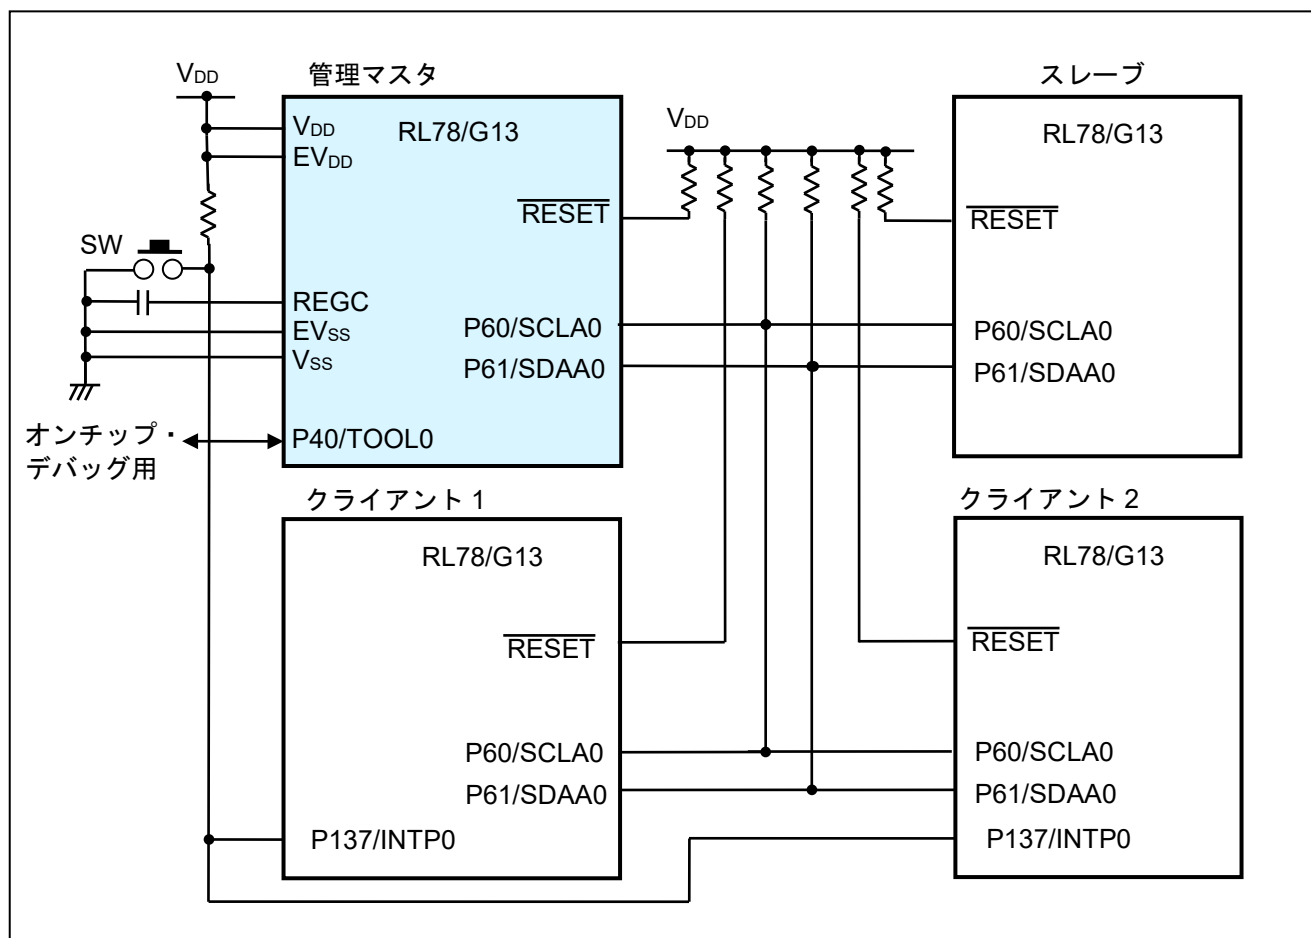 VDD
管理マスタ
RL78/G13
VDD
EVDD
RESET
SW
REGC
EVSS
VSS
P60/SCLA0
P61/SDAA0
オンチップ・
デバッグ用
P40/TOOL0
VDD
スレーブ
RL78/G13
RESET
P60/SCLA0
P61/SDAA0
クライアント 1
RL78/G13
RESET
P60/SCLA0
P61/SDAA0
P137/INTP0
クライアント 2
RL78/G13
RESET
P60/SCLA0
P61/SDAA0
P137/INTP0